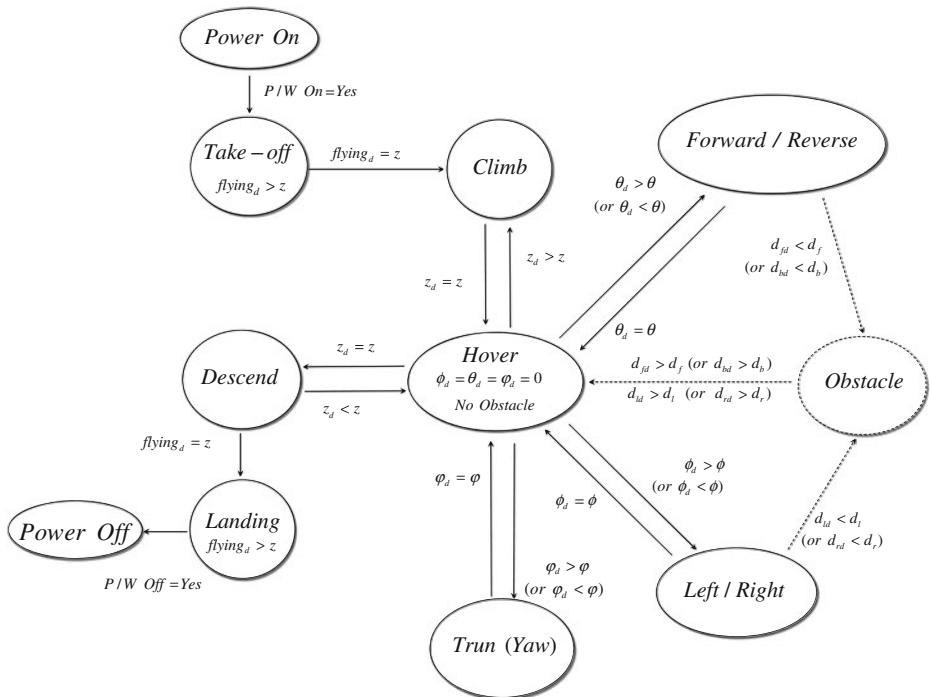 Power On
P/W On=Yes
Take-off
flying_d > z
flying_d = z
Climb
Forward / Reverse
θ_d > θ
(or θ_d < θ)
d_fd < d_f
(or d_bd < d_b)
z_d = z
z_d > z
θ_d = θ
Hover
ϕ_d = θ_d = φ_d = 0
No Obstacle
z_d = z
Descend
z_d < z
d_fd > d_f (or d_bd > d_b)
d_ld > d_l (or d_rd > d_r)
Obstacle
flying_d = z
φ_d = φ
ϕ_d = ϕ
ϕ_d > ϕ
(or ϕ_d < ϕ)
Landing
flying_d > z
Power Off
P/W Off=Yes
d_ld < d_l
(or d_rd < d_r)
φ_d > φ
(or φ_d < φ)
Left / Right
Trun (Yaw)